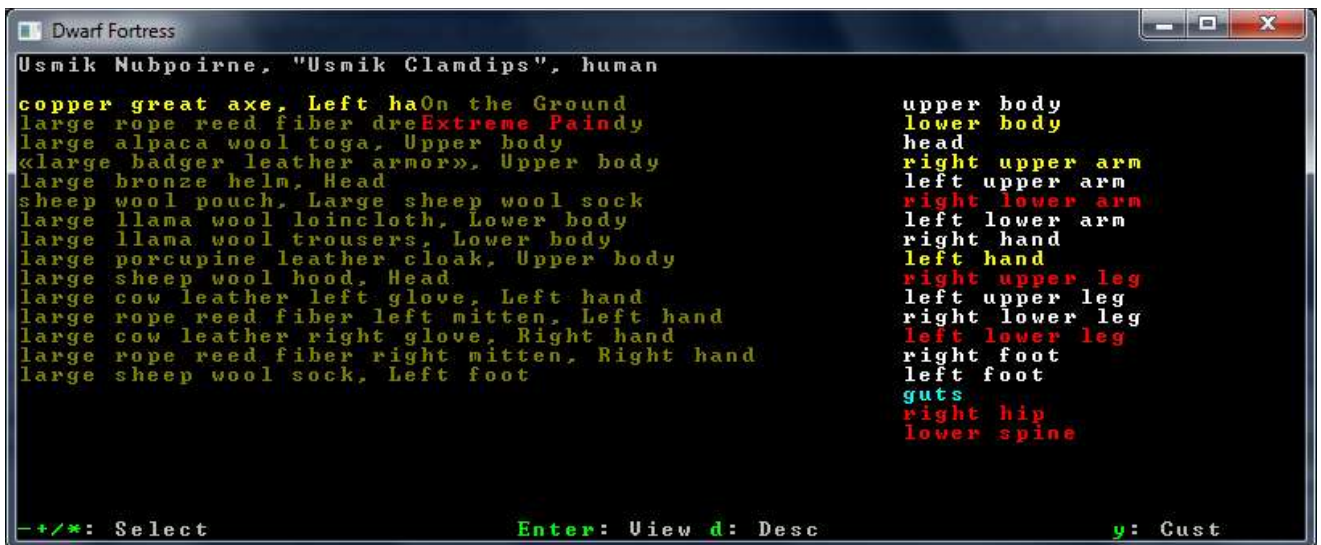 Dwarf Fortress
Usmik Nubpoirne, "Usmik Clamdips", human
copper great axe, Left haOn the Ground upper body
large rope reed fiber dreExtreme Paindy lower body
large alpaca wool toga, Upper body head
«large badger leather armor», Upper body right upper arm
large bronze helm, Head left upper arm
sheep wool pouch, Large sheep wool sock right lower arm
large llama wool loincloth, Lower body left lower arm
large llama wool trousers, Lower body right hand
large porcupine leather cloak, Upper body left hand
large sheep wool hood, Head right upper leg
large cow leather left glove, Left hand left upper leg
large rope reed fiber left mitten, Left hand right lower leg
large cow leather right glove, Right hand left lower leg
large rope reed fiber right mitten, Right hand right foot
large sheep wool sock, Left foot left foot
guts
right hip
lower spine
-+/*: Select Enter: View d: Desc y: Cust